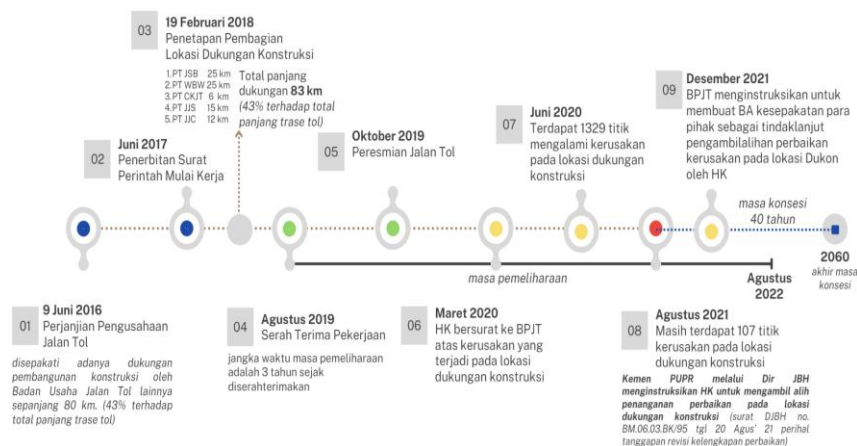 03
19 Februari 2018
Penetapan Pembagian
Lokasi Dukungan Konstruksi
1.PT JSB 25 km
2.PT WBW 25 km
3.PT CKJT 6 km
4.PT JJS 15 km
5.PT JJC 12 km
Total panjang
dukungan 83 km
(43% terhadap total
panjang trase tol)
02
Juni 2017
Penerbitan Surat
Perintah Mulai Kerja
05
Oktober 2019
Peresmian Jalan Tol
07
Juni 2020
Terdapat 1329 titik
mengalami kerusakan
pada lokasi dukungan
konstruksi
09
Desember 2021
BPJT menginstruksikan untuk
membuat BA kesepakatan para
pihak sebagai tindaklanjut
pengambilalihan perbaikan
kerusakan pada lokasi Dukon
oleh HK
masa konsesi
40 tahun
masa pemeliharaan
Agustus
2022
2060
akhir masa
konsesi
01
9 Juni 2016
Perjanjian Pengusahaan
Jalan Tol
disepakati adanya dukungan
pembangunan konstruksi oleh
Badan Usaha Jalan Tol lainnya
sepanjang 80 km. (43% terhadap
total panjang trase tol)
04
Agustus 2019
Serah Terima Pekerjaan
jangka waktu masa pemeliharaan
adalah 3 tahun sejak
diserahterimakan
06
Maret 2020
HK bersurat ke BPJT
atas kerusakan yang
terjadi pada lokasi
dukungan konstruksi
08
Agustus 2021
Masih terdapat 107 titik
kerusakan pada lokasi
dukungan konstruksi
Kemen PUPR melalui Dir JBH
menginstruksikan HK untuk mengambil alih
penanganan perbaikan pada lokasi
dukungan konstruksi (surat DJBH no.
BM.06.03.BK/95 tgl 20 Agus' 21 perihal
tanggapan revisi kelengkapan perbaikan)